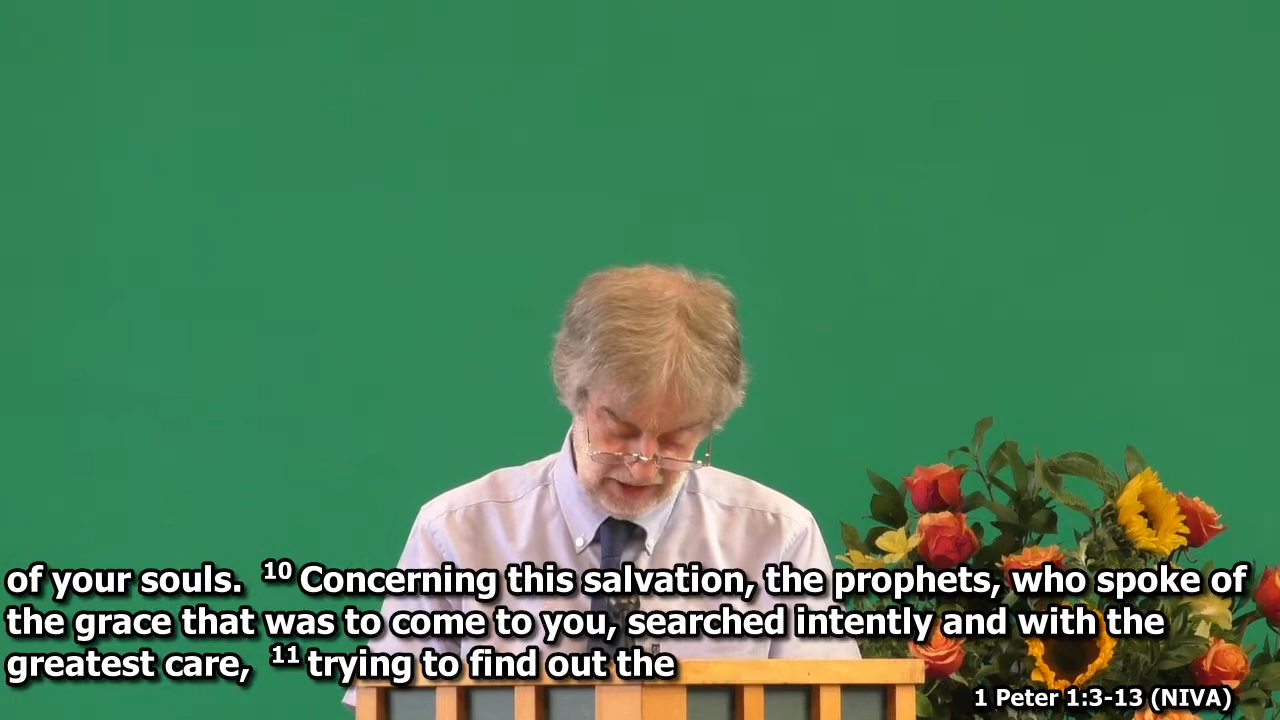 of your souls. 10 Concerning this salvation, the prophets, who spoke of
the grace that was to come to you, searched intently and with the
greatest care, 11 trying to find out the
1 Peter 1:3-13 (NIVA)